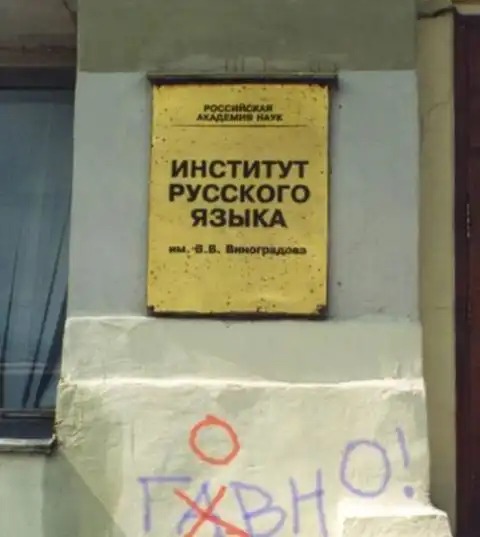 РОССИЙСКАЯ
АКАДЕМИЯ НАУК
ИНСТИТУТ
РУССКОГО
ЯЗЫКА
им. В.В. Виноградова
О
ГАВНО!